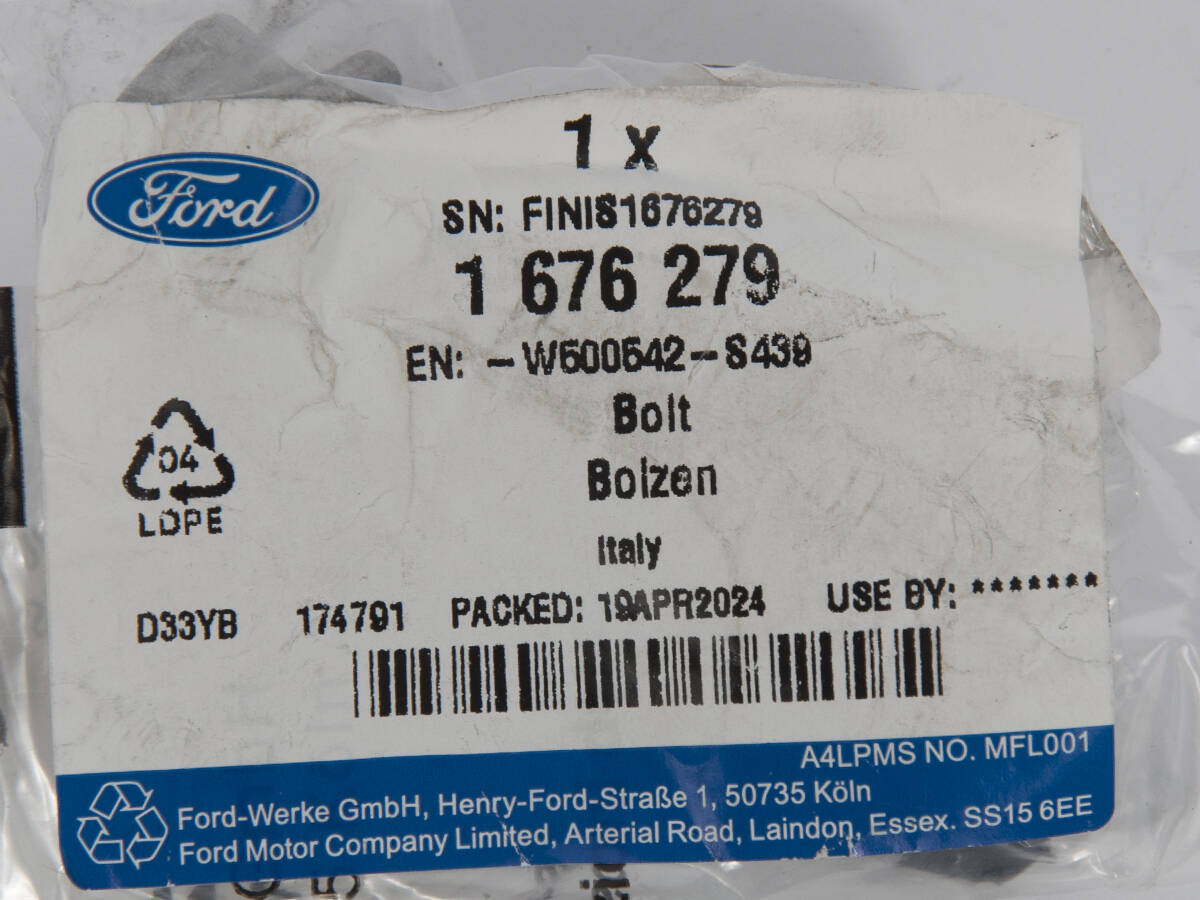 1 x
Ford
SN: FINIS1676279
1 676 279
EN: -W500542-S439
Bolt
Bolzen
04
LDPE
Italy
D33YB 174791 PACKED: 19APR2024 USE BY: *******
A4LPMS NO. MFL001
Ford-Werke GmbH, Henry-Ford-Straße 1, 50735 Köln
Ford Motor Company Limited, Arterial Road, Laindon, Essex. SS15 6EE